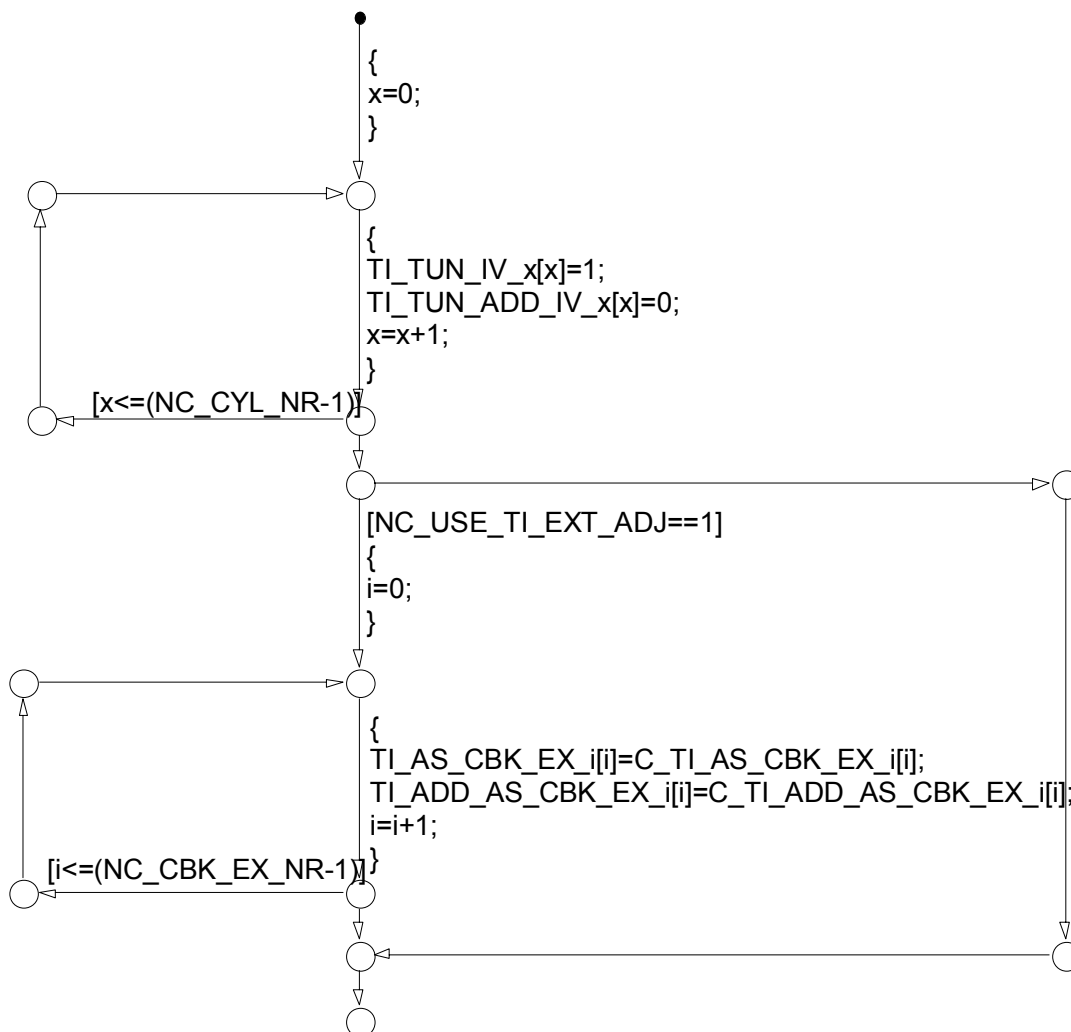 {
x=0;
}
{
TI_TUN_IV_x[x]=1;
TI_TUN_ADD_IV_x[x]=0;
x=x+1;
}
[x<=(NC_CYL_NR-1)]
[NC_USE_TI_EXT_ADJ==1]
{
i=0;
}
{
TI_AS_CBK_EX_i[i]=C_TI_AS_CBK_EX_i[i];
TI_ADD_AS_CBK_EX_i[i]=C_TI_ADD_AS_CBK_EX_i[i];
i=i+1;
}
[i<=(NC_CBK_EX_NR-1)]